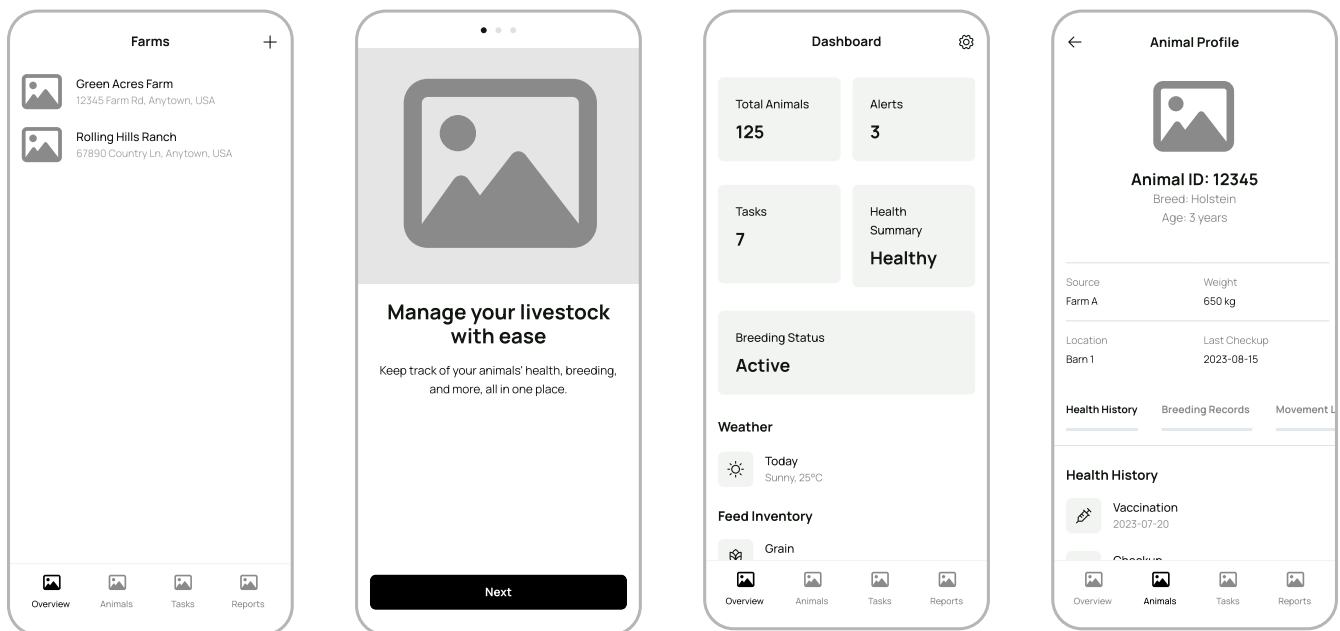 Farms
Green Acres Farm
12345 Farm Rd, Anytown, USA
Rolling Hills Ranch
67890 Country Ln, Anytown, USA
Overview
Animals
Tasks
Reports
Manage your livestock
with ease
Keep track of your animals' health, breeding,
and more, all in one place.
Next
Dashboard
Total Animals
125
Alerts
3
Tasks
7
Health
Summary
Healthy
Breeding Status
Active
Weather
Today
Sunny, 25°C
Feed Inventory
Grain
Overview
Animals
Tasks
Reports
Animal Profile
Animal ID: 12345
Breed: Holstein
Age: 3 years
Source
Weight
Farm A
650 kg
Location
Last Checkup
Barn 1
2023-08-15
Health History
Breeding Records
Movement L
Health History
Vaccination
2023-07-20
Checkup
Overview
Animals
Tasks
Reports